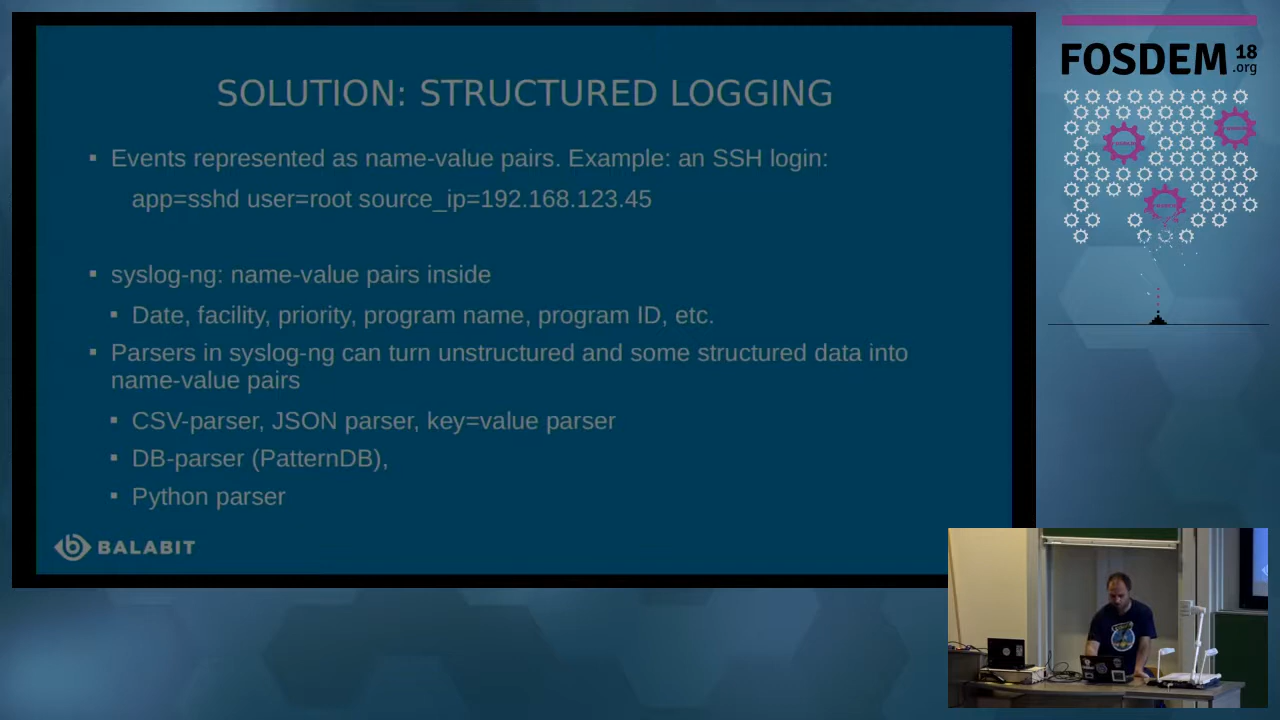 SOLUTION: STRUCTURED LOGGING
▪ Events represented as name-value pairs. Example: an SSH login:
app=sshd user=root source_ip=192.168.123.45
▪ syslog-ng: name-value pairs inside
▪ Date, facility, priority, program name, program ID, etc.
▪ Parsers in syslog-ng can turn unstructured and some structured data into
name-value pairs
▪ CSV-parser, JSON parser, key=value parser
▪ DB-parser (PatternDB),
▪ Python parser
BALABIT
FOSDEM 18
.org